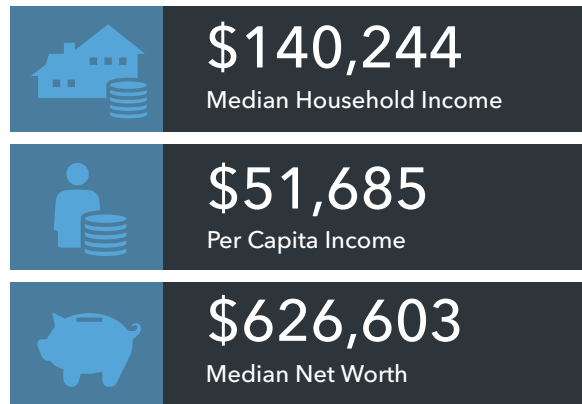 $140,244
Median Household Income
$51,685
Per Capita Income
$626,603
Median Net Worth